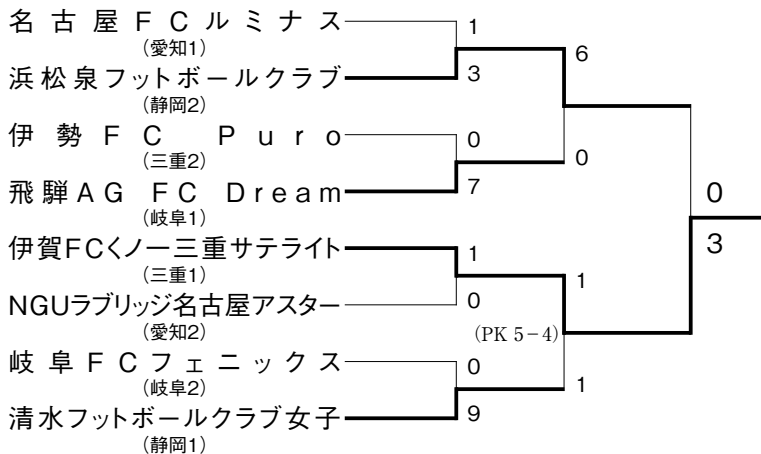 名古屋FCルミナス 1
(愛知1)
6
浜松泉フットボールクラブ 3
(静岡2)
伊勢FC Puro 0
(三重2)
0
飛騨AG FC Dream 7
(岐阜1)
0
3
伊賀FCくノ一三重サテライト 1
(三重1)
1
NGUラブリッジ名古屋アスター 0
(愛知2)
(PK 5-4)
岐阜FCフェニックス 0
(岐阜2)
1
清水フットボールクラブ女子 9
(静岡1)